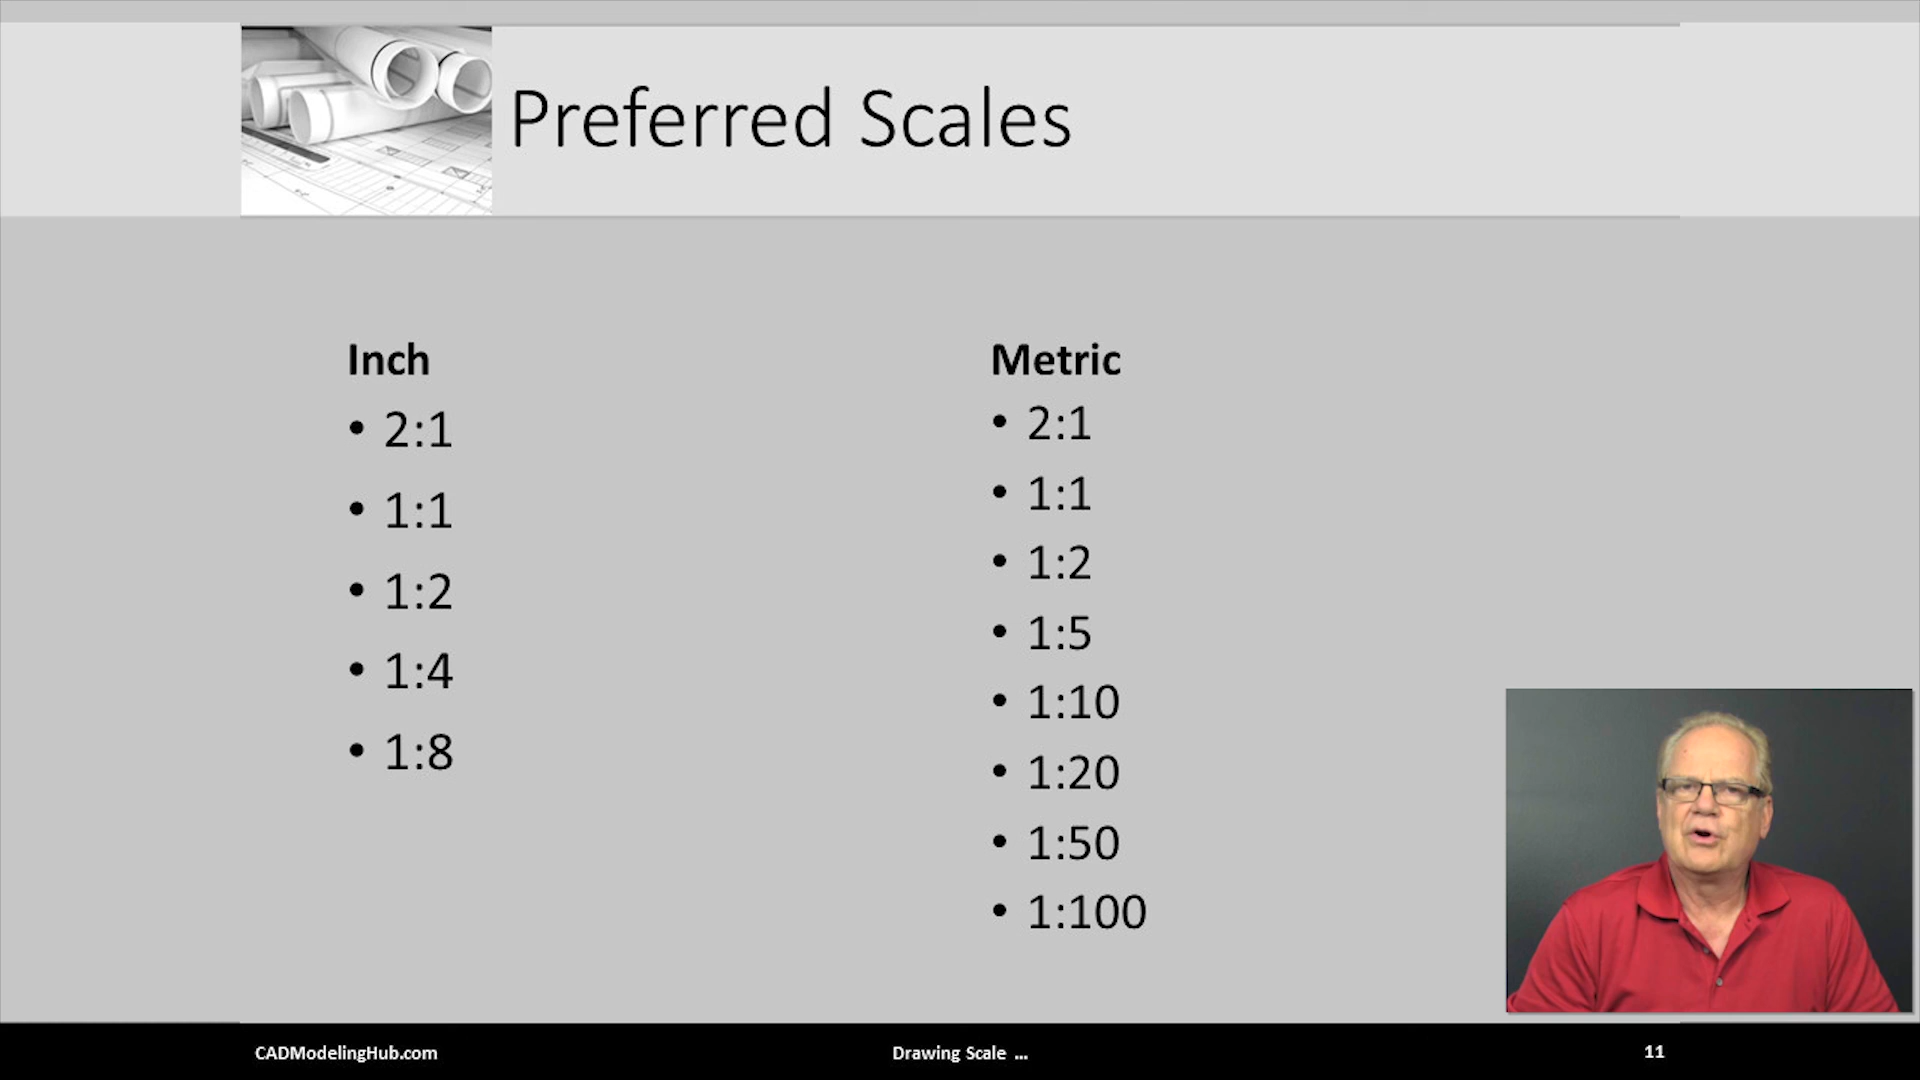 Preferred Scales
Inch
• 2:1
• 1:1
• 1:2
• 1:4
• 1:8
Metric
• 2:1
• 1:1
• 1:2
• 1:5
• 1:10
• 1:20
• 1:50
• 1:100
CADModelingHub.com
Drawing Scale ...
11